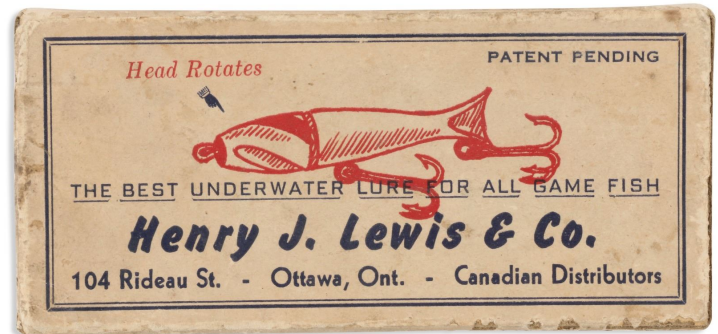 Head Rotates
PATENT PENDING
THE BEST UNDERWATER LURE FOR ALL GAME FISH
Henry J. Lewis & Co.
104 Rideau St. - Ottawa, Ont. - Canadian Distributors